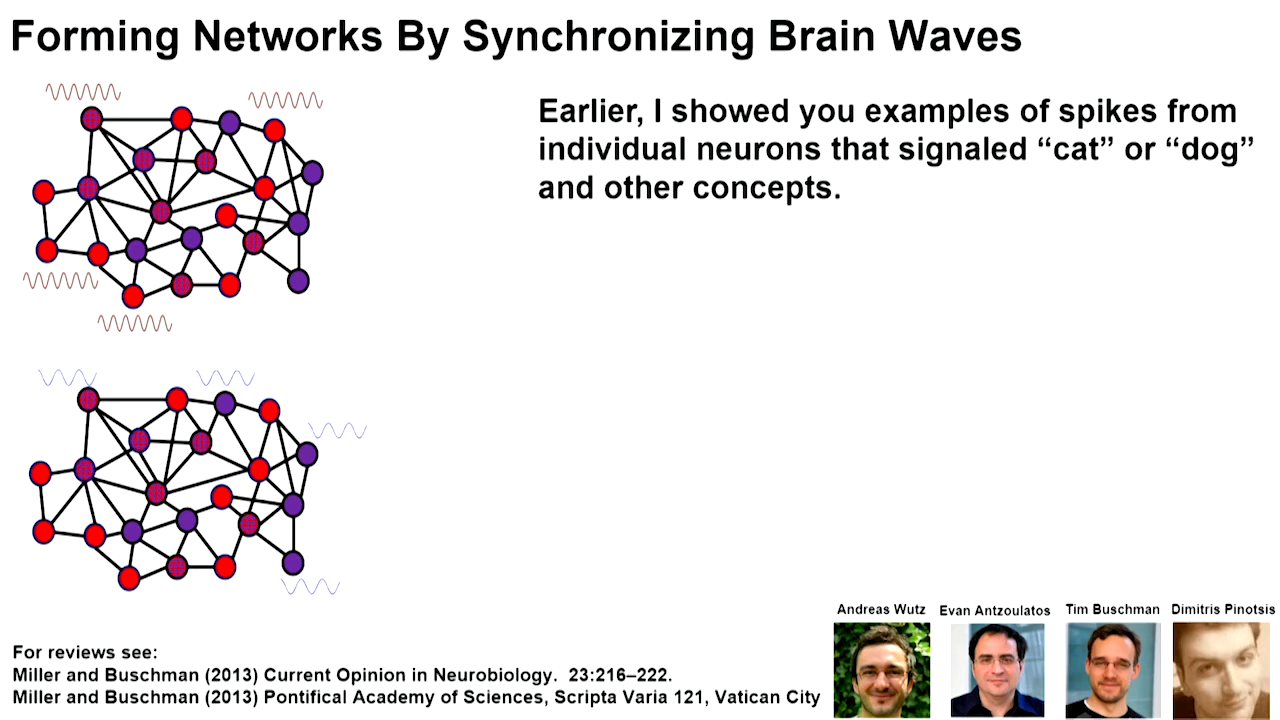 Forming Networks By Synchronizing Brain Waves
Earlier, I showed you examples of spikes from
individual neurons that signaled “cat” or “dog”
and other concepts.
Andreas Wutz
Evan Antzoulatos
Tim Buschman
Dimitris Pinotsis
For reviews see:
Miller and Buschman (2013) Current Opinion in Neurobiology.  23:216–222.
Miller and Buschman (2013) Pontifical Academy of Sciences, Scripta Varia 121, Vatican City